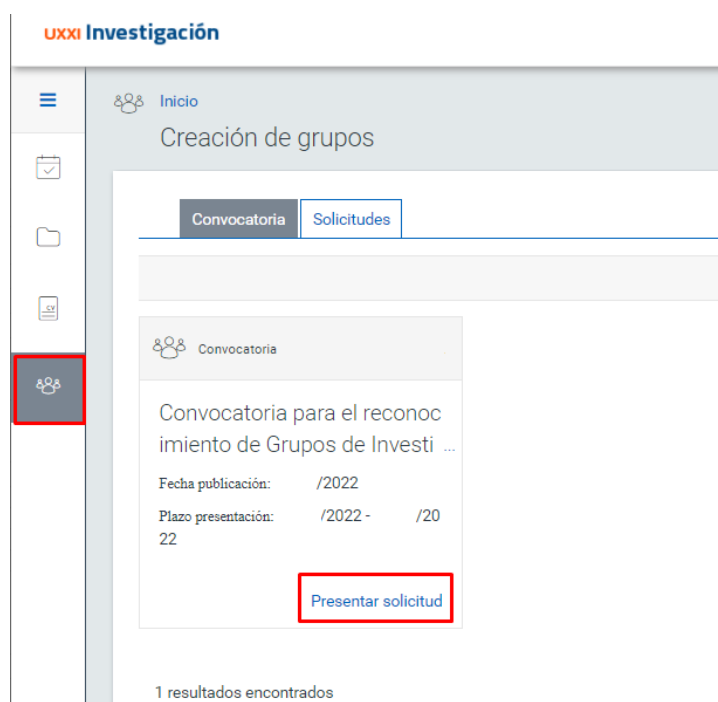 uxxi Investigación
Inicio
Creación de grupos
Convocatoria
Solicitudes
CV
Convocatoria
Convocatoria para el reconoc
imiento de Grupos de Investi ...
Fecha publicación: /2022
Plazo presentación: /2022 - /20
22
Presentar solicitud
1 resultados encontrados